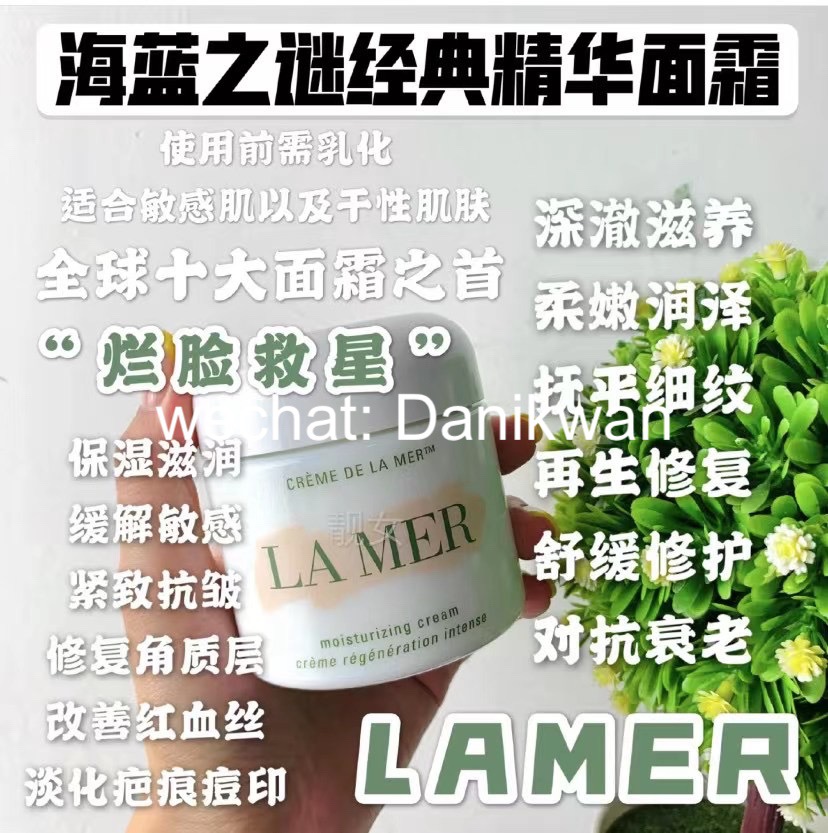 海蓝之谜经典精华面霜
使用前需乳化
适合敏感肌以及干性肌肤
全球十大面霜之首
“烂脸救星”
保湿滋润
缓解敏感
紧致抗皱
修复角质层
改善红血丝
淡化疤痕痘印
深澈滋养
柔嫩润泽
抚平细纹
再生修复
舒缓修护
对抗衰老
wechat: Danikwan
CRÈME DE LA MER™
靓女
LA MER
moisturizing cream
crème régénération intense
LAMER